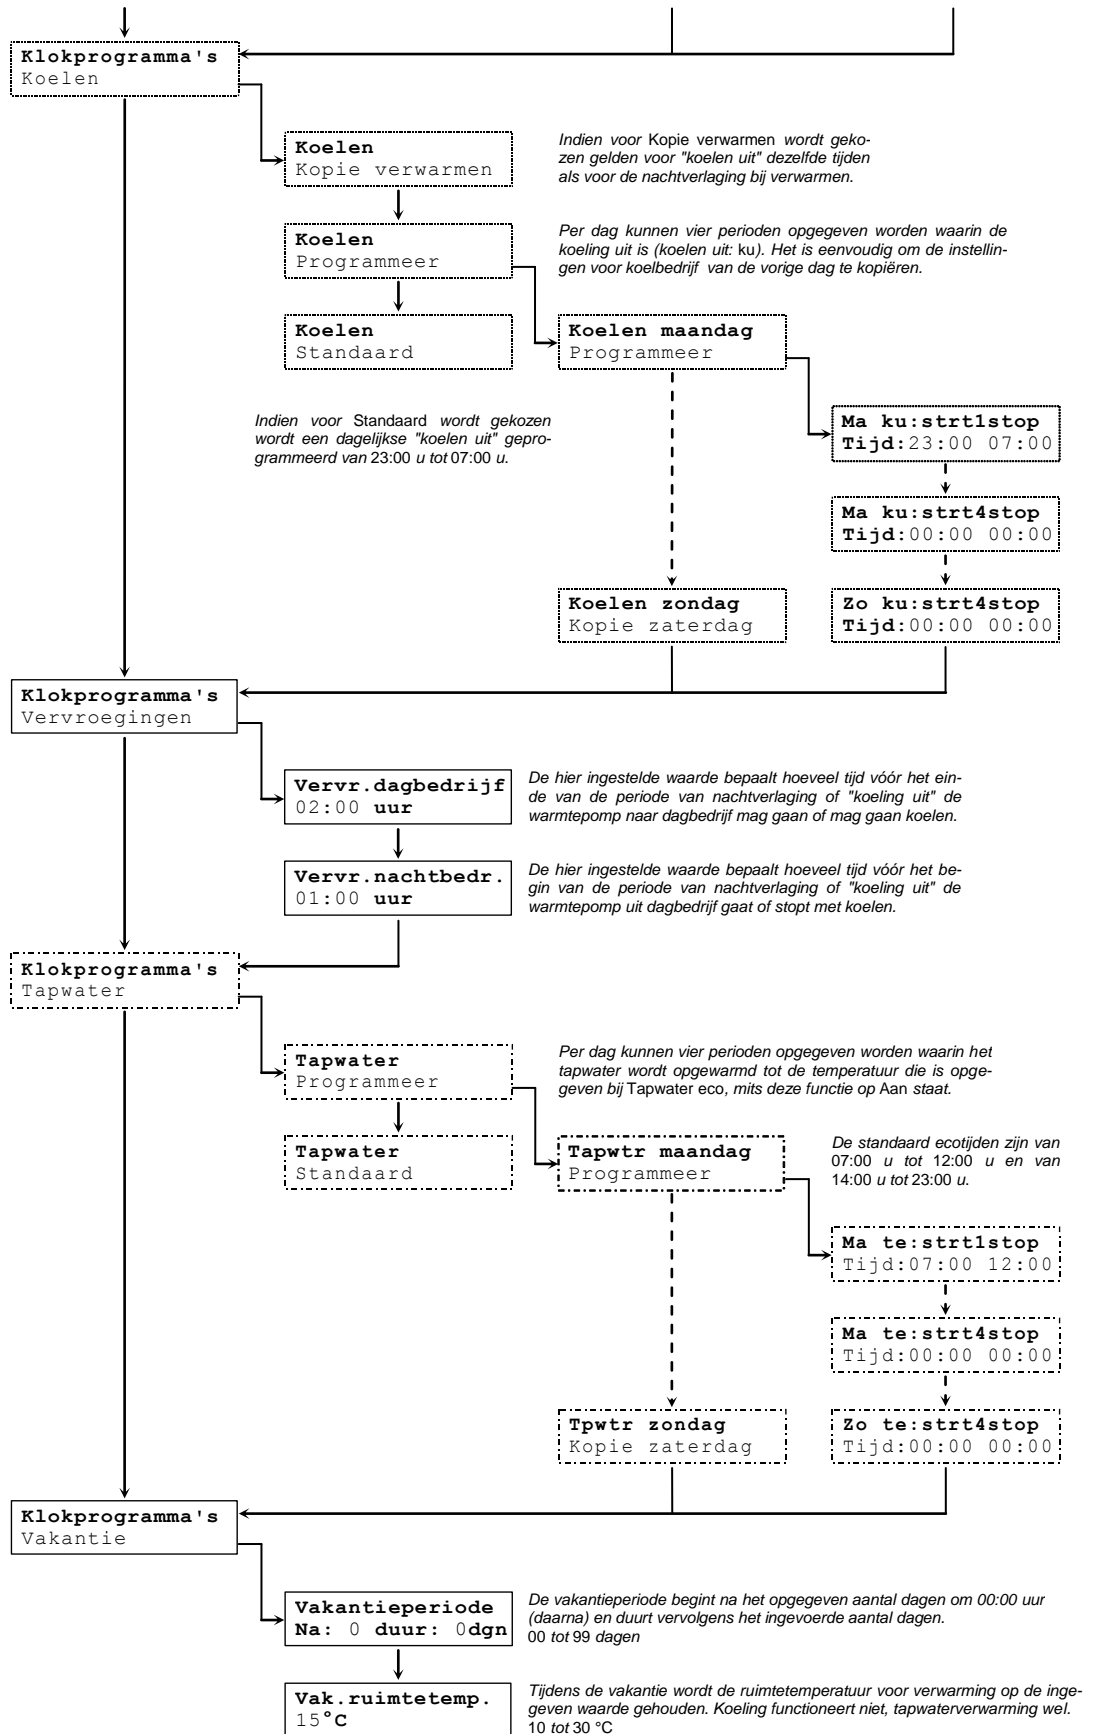 Klokprogramma's
Koelen
Koelen
Kopie verwarmen
Indien voor Kopie verwarmen wordt geko-
zen gelden voor "koelen uit" dezelfde tijden
als voor de nachtverlaging bij verwarmen.
Koelen
Programmeer
Per dag kunnen vier perioden opgegeven worden waarin de
koeling uit is (koelen uit: ku). Het is eenvoudig om de instellin-
gen voor koelbedrijf van de vorige dag te kopiëren.
Koelen
Standaard
Koelen maandag
Programmeer
Indien voor Standaard wordt gekozen
wordt een dagelijkse "koelen uit" gepro-
grammeerd van 23:00 u tot 07:00 u.
Ma ku:strt1stop
Tijd:23:00 07:00
Ma ku:strt4stop
Tijd:00:00 00:00
Koelen zondag
Kopie zaterdag
Zo ku:strt4stop
Tijd:00:00 00:00
Klokprogramma's
Vervroegingen
Vervr.dagbedrijf
02:00 uur
De hier ingestelde waarde bepaalt hoeveel tijd vóór het ein-
de van de periode van nachtverlaging of "koeling uit" de
warmtepomp naar dagbedrijf mag gaan of mag gaan koelen.
Vervr.nachtbedr.
01:00 uur
De hier ingestelde waarde bepaalt hoeveel tijd vóór het be-
gin van de periode van nachtverlaging of "koeling uit" de
warmtepomp uit dagbedrijf gaat of stopt met koelen.
Klokprogramma's
Tapwater
Tapwater
Programmeer
Per dag kunnen vier perioden opgegeven worden waarin het
tapwater wordt opgewarmd tot de temperatuur die is opge-
geven bij Tapwater eco, mits deze functie op Aan staat.
Tapwater
Standaard
Tapwtr maandag
Programmeer
De standaard ecotijden zijn van
07:00 u tot 12:00 u en van
14:00 u tot 23:00 u.
Ma te:strt1stop
Tijd:07:00 12:00
Ma te:strt4stop
Tijd:00:00 00:00
Tpwtr zondag
Kopie zaterdag
Zo te:strt4stop
Tijd:00:00 00:00
Klokprogramma's
Vakantie
Vakantieperiode
Na: 0 duur: 0dgn
De vakantieperiode begint na het opgegeven aantal dagen om 00:00 uur
(daarna) en duurt vervolgens het ingevoerde aantal dagen.
00 tot 99 dagen
Vak.ruimtetemp.
15°C
Tijdens de vakantie wordt de ruimtetemperatuur voor verwarming op de inge-
geven waarde gehouden. Koeling functioneert niet, tapwaterverwarming wel.
10 tot 30 °C